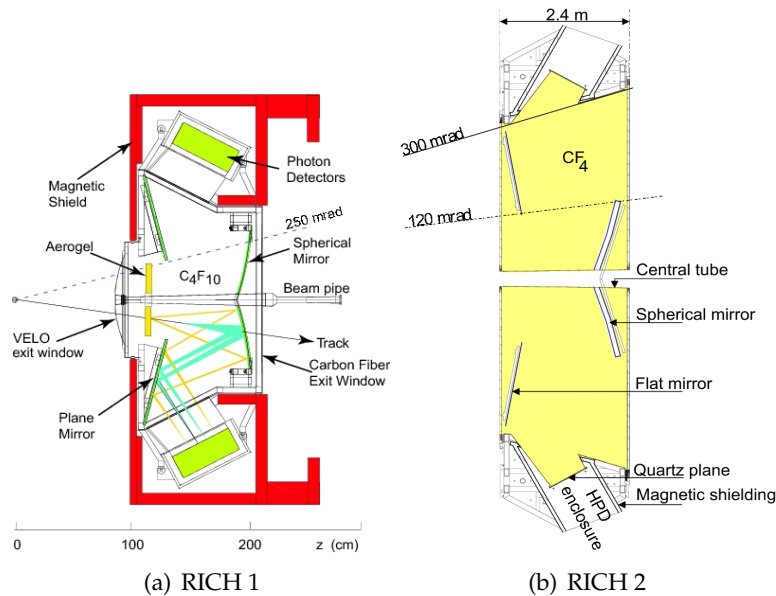 Magnetic
Shield
Aerogel
VELO
exit window
Plane
Mirror
C4F10
Photon
Detectors
250 mrad
Spherical
Mirror
Beam pipe
Track
Carbon Fiber
Exit Window
0
100
200
z (cm)
(a) RICH 1
2.4 m
300 mrad
CF4
120 mrad
Central tube
Spherical mirror
Flat mirror
Quartz plane
Magnetic shielding
HPD
enclosure
(b) RICH 2